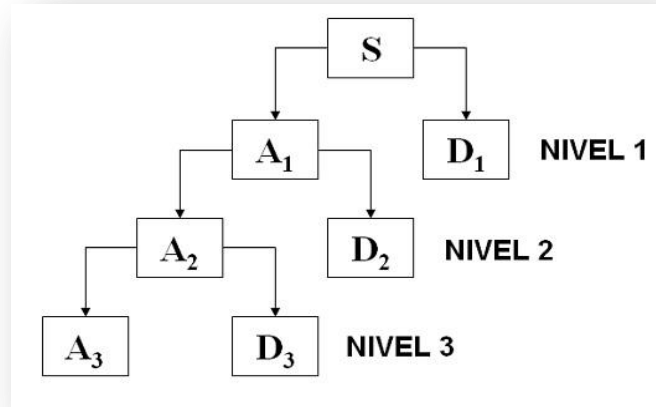 S
A₁ D₁ NIVEL 1
A₂ D₂ NIVEL 2
A₃ D₃ NIVEL 3